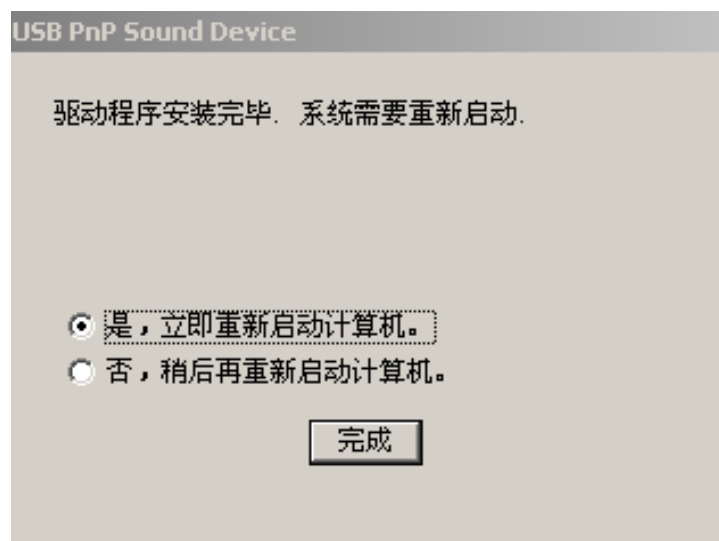 USB PnP Sound Device
驱动程序安装完毕. 系统需要重新启动.
是，立即重新启动计算机。
否，稍后再重新启动计算机。
完成